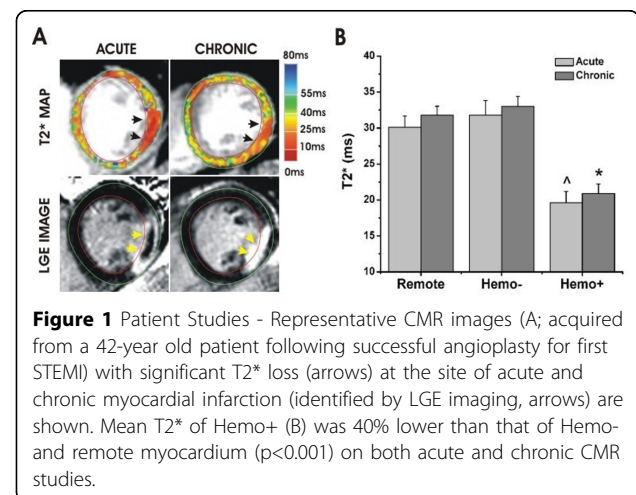 A
B
ACUTE
CHRONIC
T2* MAP
LGE IMAGE
80ms
55ms
40ms
25ms
10ms
0ms
T2* (ms)
40
35
30
25
20
15
10
Acute
Chronic
^
*
Remote
Hemo-
Hemo+
Figure 1 Patient Studies - Representative CMR images (A; acquired
from a 42-year old patient following successful angioplasty for first
STEMI) with significant T2* loss (arrows) at the site of acute and
chronic myocardial infarction (identified by LGE imaging, arrows) are
shown. Mean T2* of Hemo+ (B) was 40% lower than that of Hemo-
and remote myocardium (p<0.001) on both acute and chronic CMR
studies.